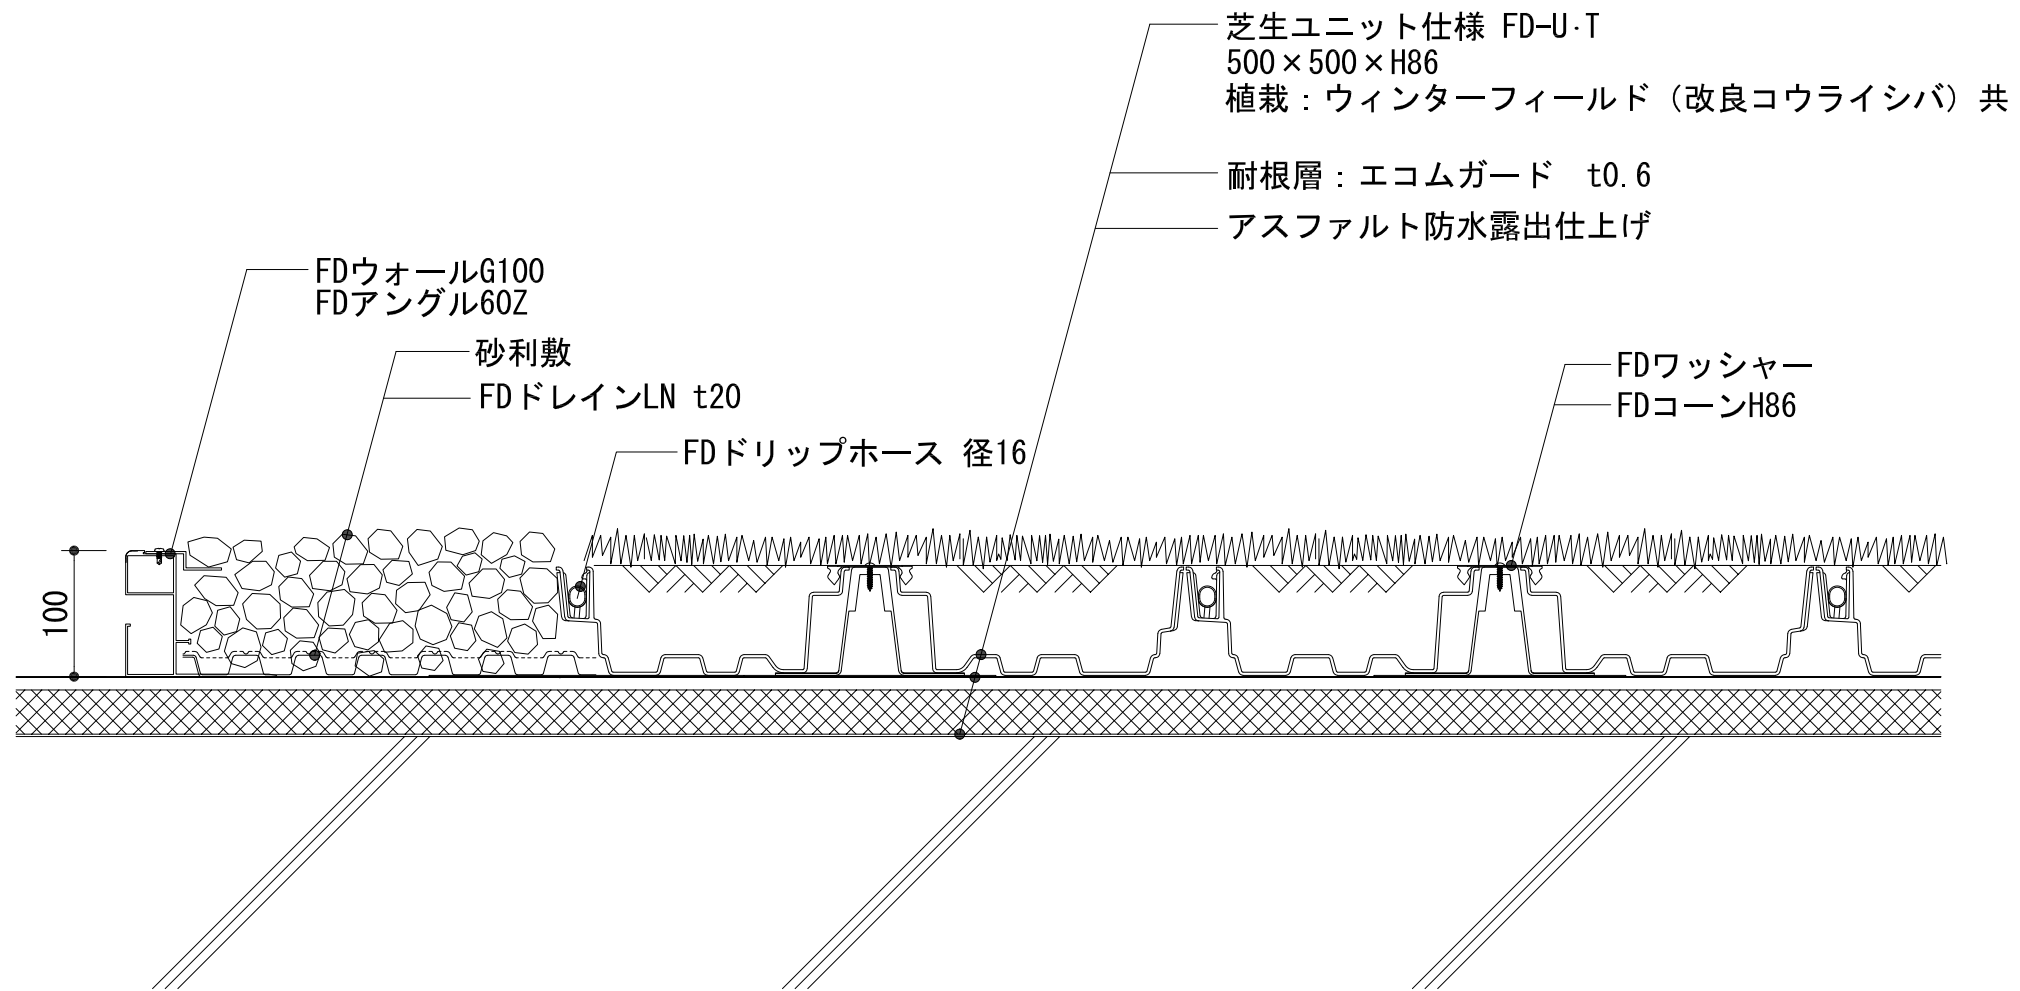 芝生ユニット仕様 FD-U・T
500×500×H86
植栽：ウィンターフィールド（改良コウライシバ）共
耐根層：エコムガード　t0.6
アスファルト防水露出仕上げ
FDウォールG100
FDアングル60Z
砂利敷
FDドレインLN t20
FDワッシャー
FDコーンH86
FDドリップホース 径16
100